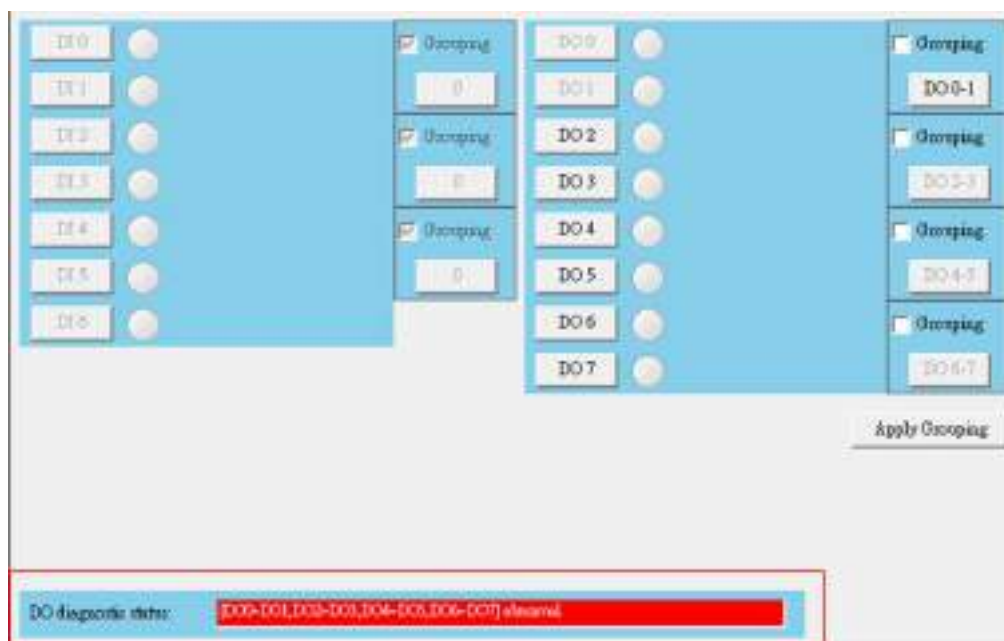 DI 0
DI 1
DI 2
DI 3
DI 4
DI 5
DI 6
Grouping
0
Grouping
0
Grouping
0
DO 0
DO 1
DO 2
DO 3
DO 4
DO 5
DO 6
DO 7
Grouping
DO 0-1
Grouping
DO 2-3
Grouping
DO 4-5
Grouping
DO 6-7
Apply Grouping
DO diagnostic status:
[DO0~DO1,DO2~DO3,DO4~DO5,DO6~DO7] abnormal